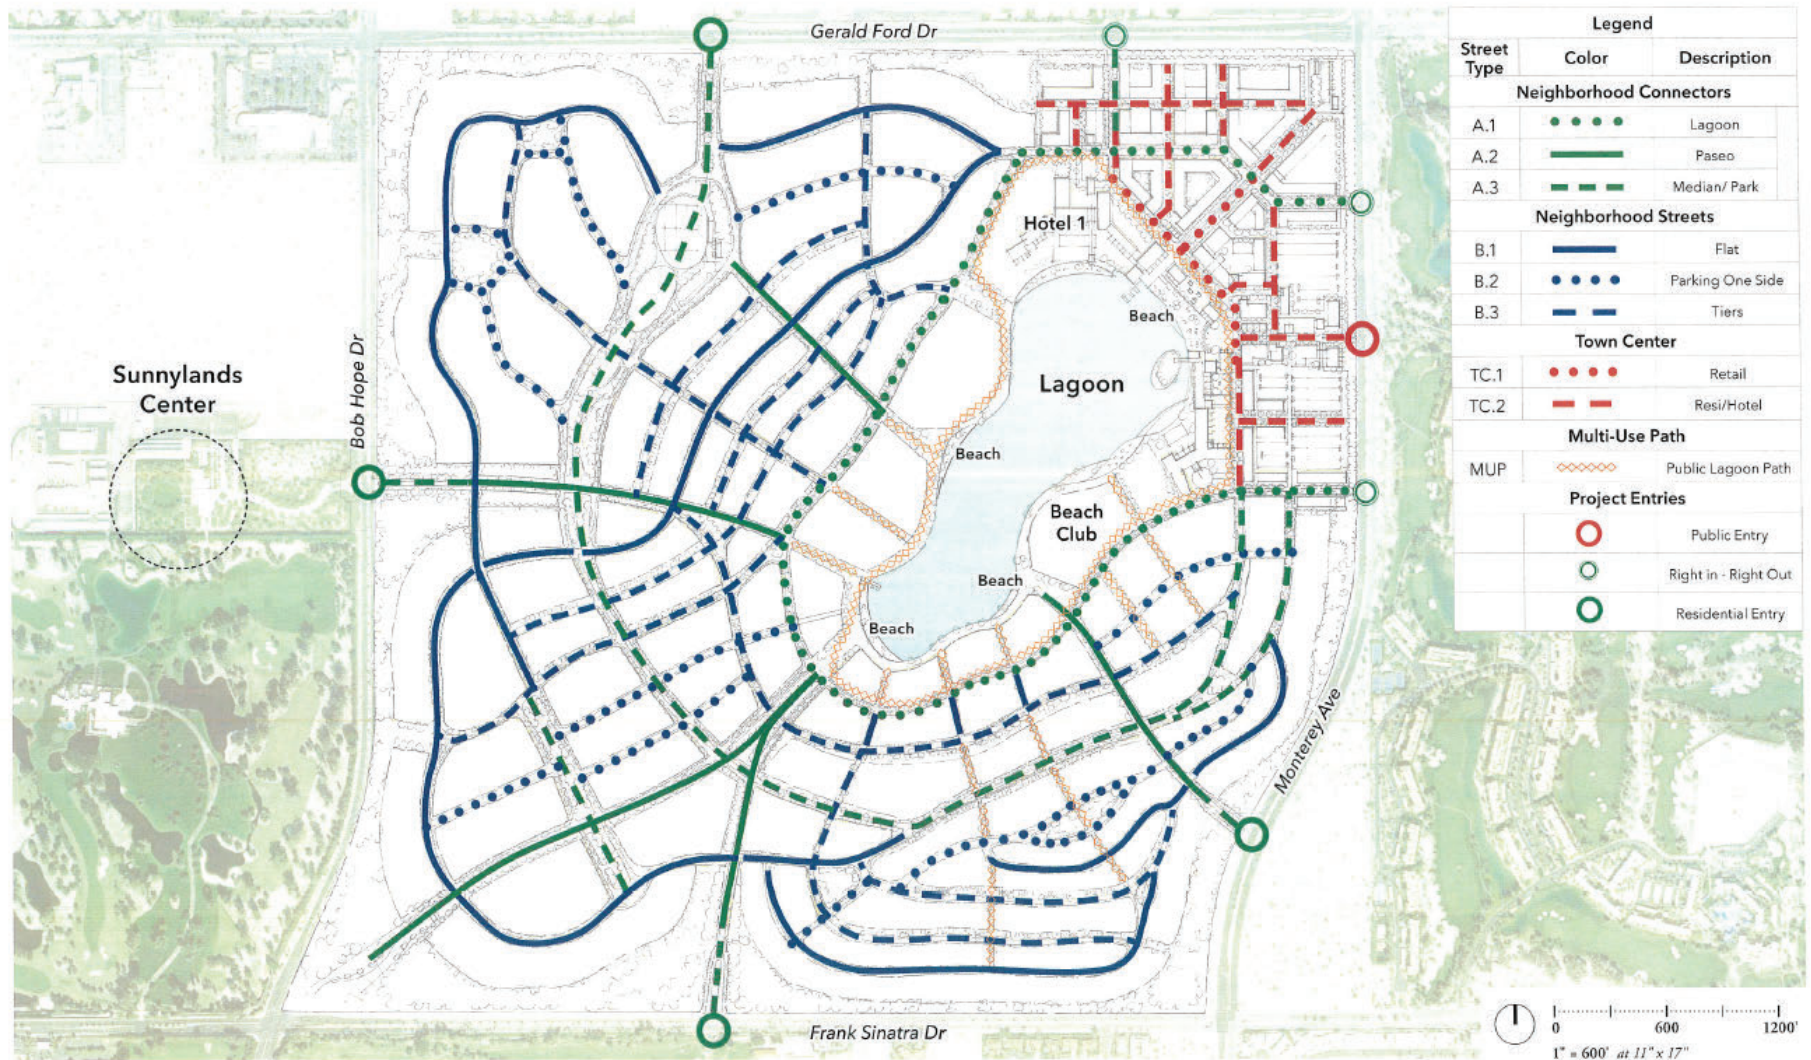 Gerald Ford Dr
Hotel 1
Beach
Lagoon
Sunnylands
Center
Bob Hope Dr
Beach
Beach
Club
Beach
Beach
Monterey Ave
Frank Sinatra Dr
Legend
Street
Type
Color
Description
Neighborhood Connectors
A.1
Lagoon
A.2
Paseo
A.3
Median/ Park
Neighborhood Streets
B.1
Flat
B.2
Parking One Side
B.3
Tiers
Town Center
TC.1
Retail
TC.2
Resi/Hotel
Multi-Use Path
MUP
Public Lagoon Path
Project Entries
Public Entry
Right in - Right Out
Residential Entry
0
600
1200'
1" = 600' at 11" x 17"